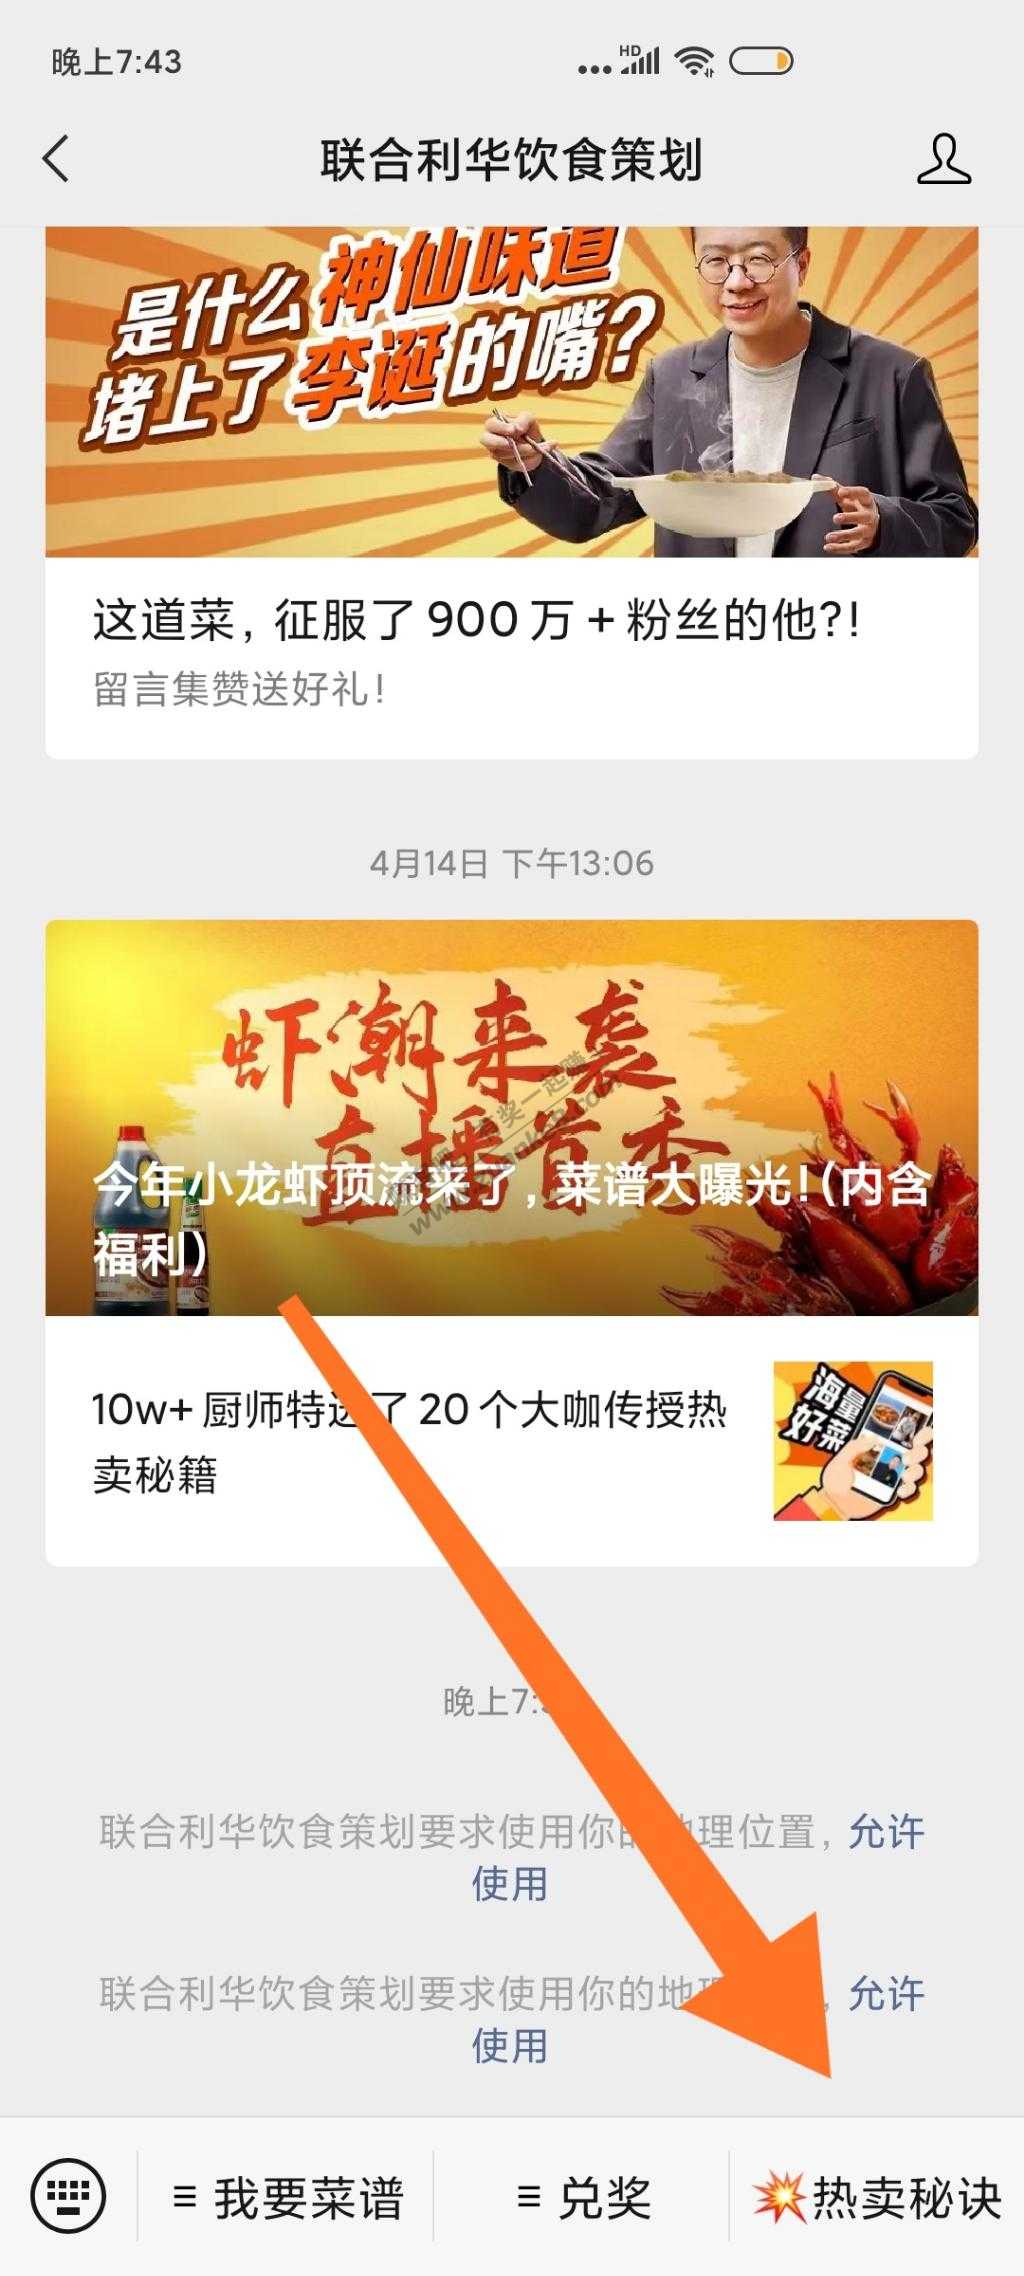 晚上7:43
HD
联合利华饮食策划
是什么神仙味道
堵上了李诞的嘴?
这道菜，征服了900万+粉丝的他?!
留言集赞送好礼!
4月14日 下午13:06
虾潮来袭
直播首秀
今年小龙虾顶流来了，菜谱大曝光!(内含
福利)
10w+厨师特
了20个大咖传授热
卖秘籍
海量
好菜
晚上7:
联合利华饮食策划要求使用你
理位置，允许
使用
联合利华饮食策划要求使用你的地
，允许
使用
我要菜谱
兑奖
💥热卖秘诀